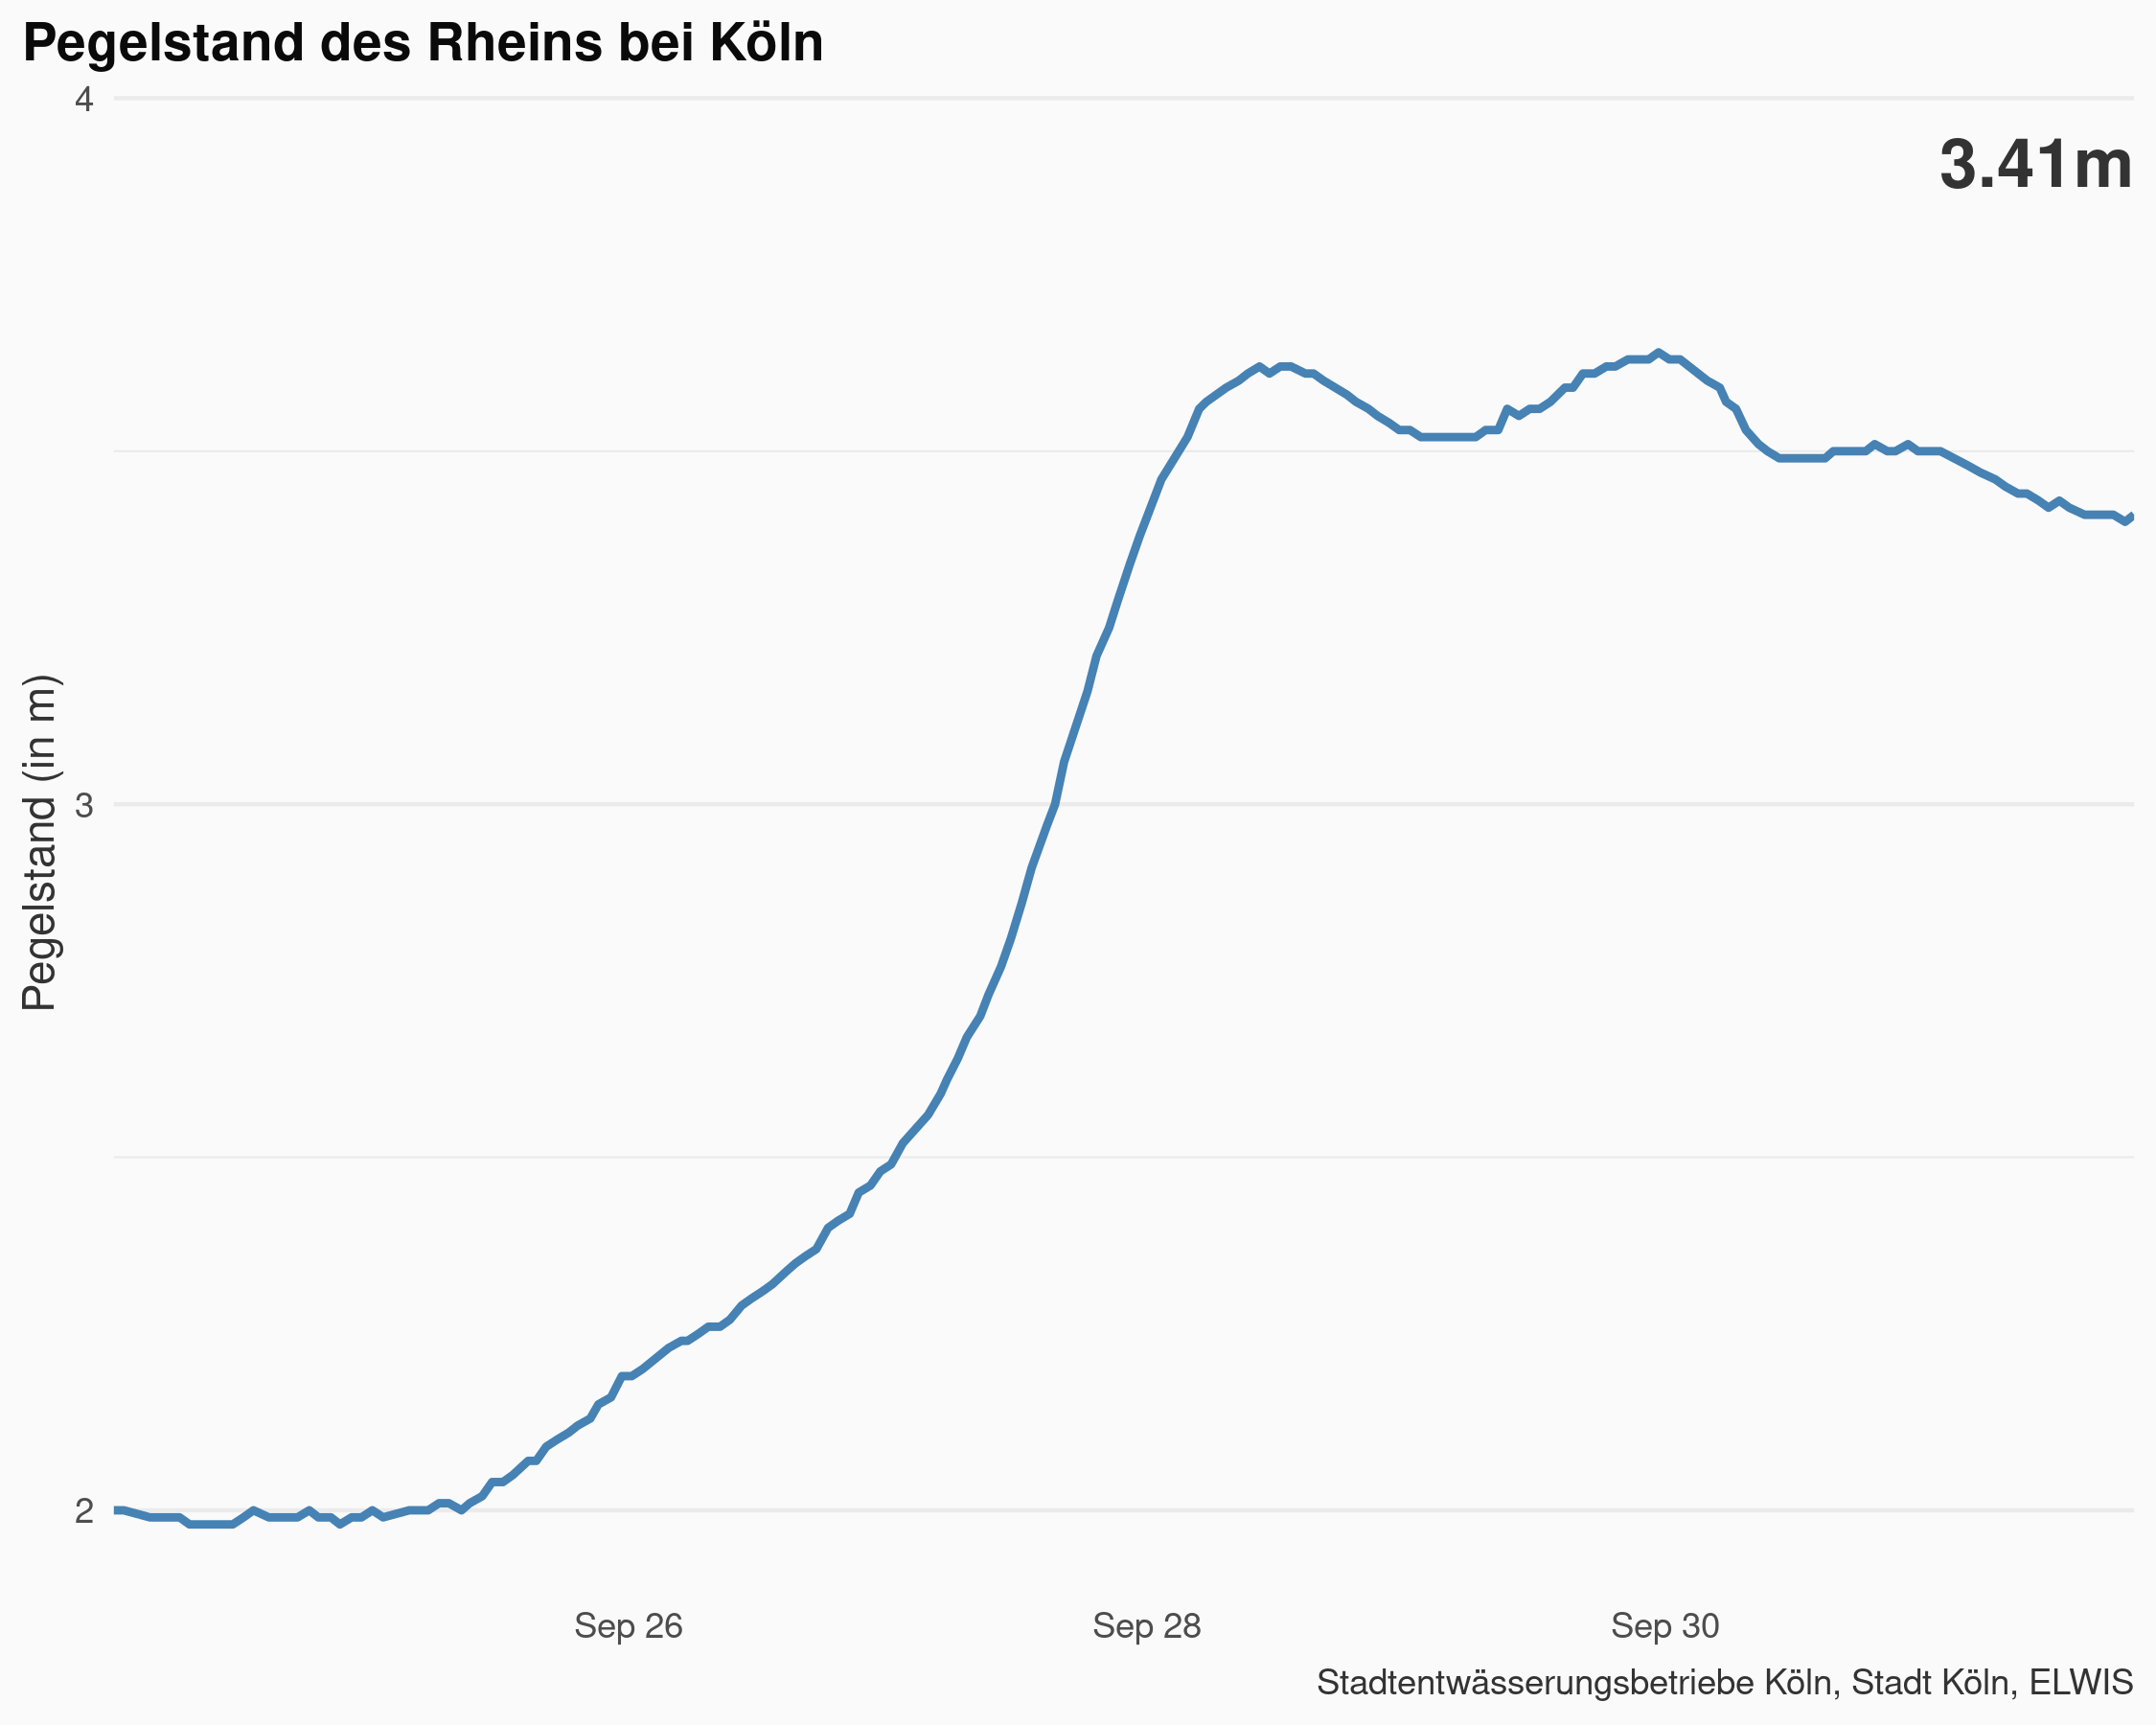 Pegelstand des Rheins bei Köln
4
3.41m
Pegelstand (in m)
3
2
Sep 26
Sep 28
Sep 30
Stadtentwässerungsbetriebe Köln, Stadt Köln, ELWIS